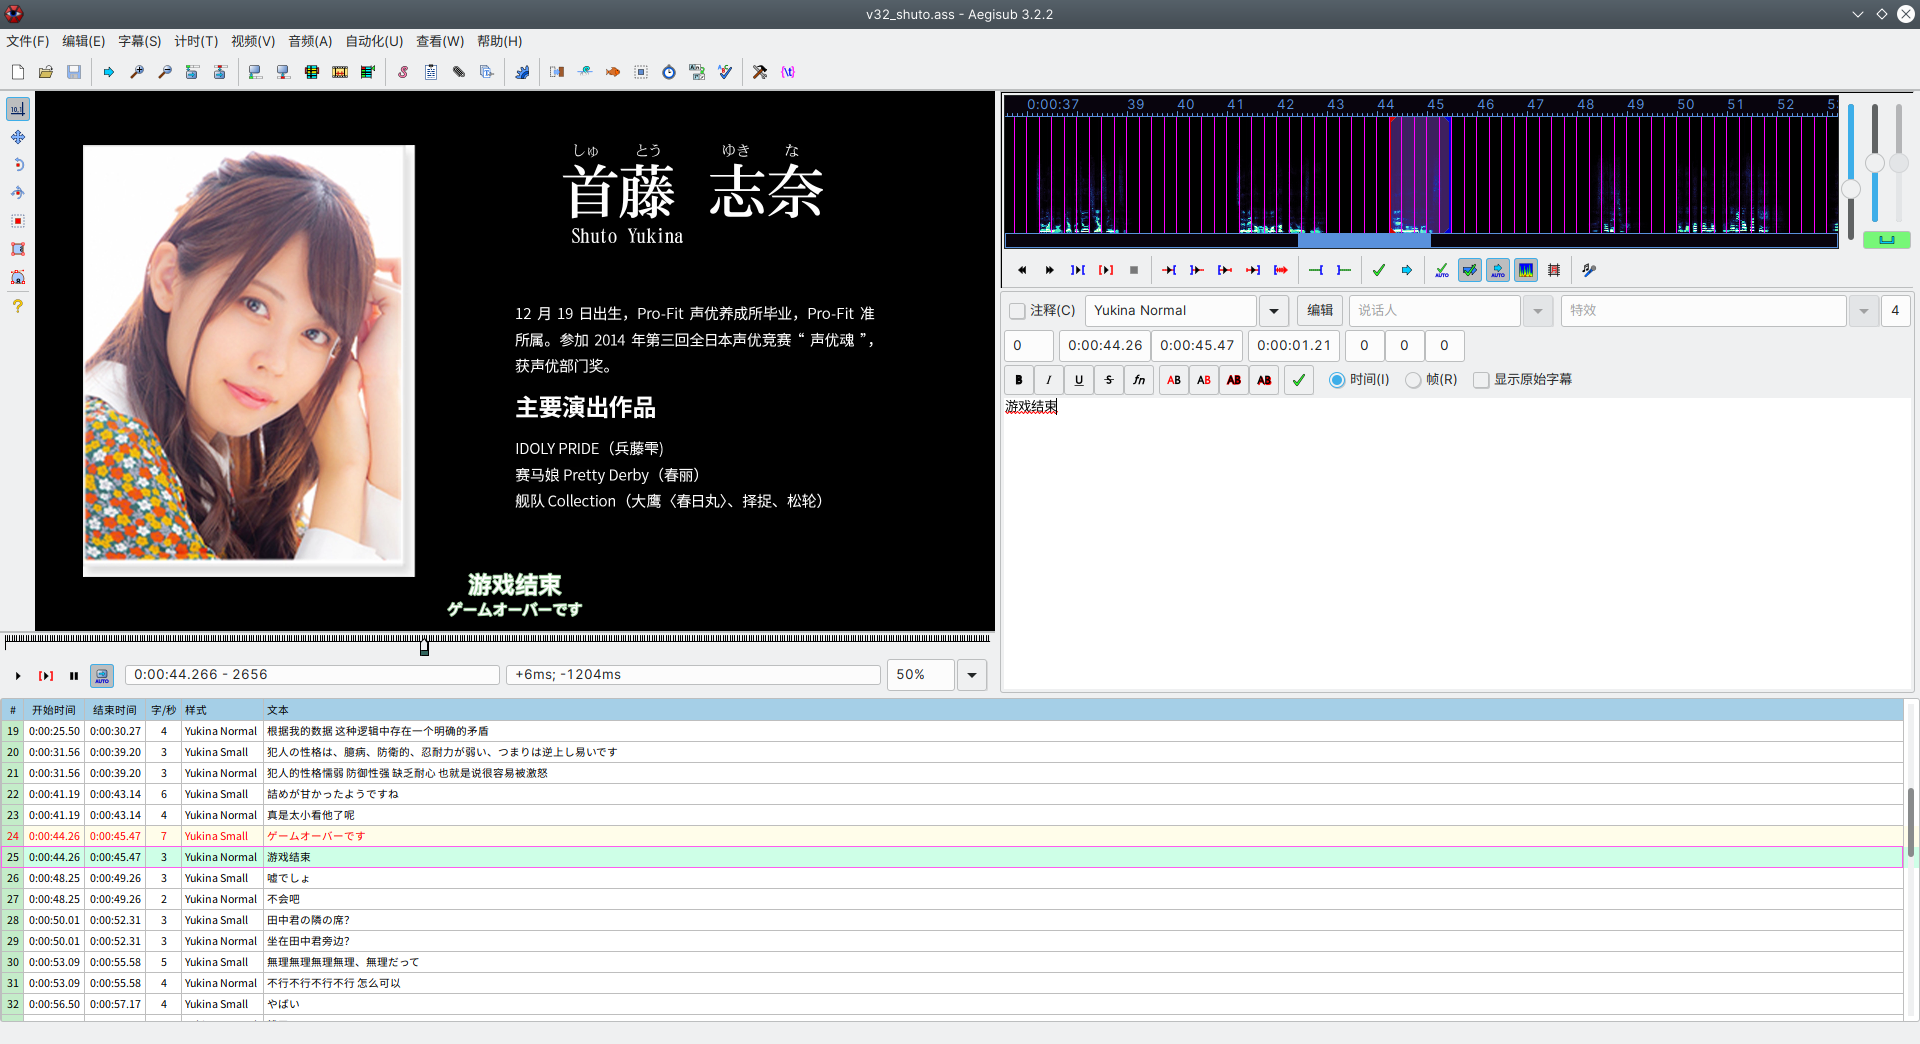 v32_shuto.ass - Aegisub 3.2.2
文件(F) 编辑(E) 字幕(S) 计时(T) 视频(V) 音频(A) 自动化(U) 查看(W) 帮助(H)
しゅ とう ゆき な
首藤 志奈
Shuto Yukina
12 月 19 日出生，Pro-Fit 声优养成所毕业，Pro-Fit 准
所属。参加 2014 年第三回全日本声优竞赛 “ 声优魂 ”，
获声优部门奖。
主要演出作品
IDOLY PRIDE（兵藤雫)
赛马娘 Pretty Derby（春丽）
舰队 Collection（大鹰〈春日丸〉、择捉、松轮）
游戏结束
ゲームオーバーです
0:00:44.266 - 2656
+6ms; -1204ms
50%
0:00:37 39 40 41 42 43 44 45 46 47 48 49 50 51 52
注释(C) Yukina Normal 编辑 说话人 特效 4
0 0:00:44.26 0:00:45.47 0:00:01.21 0 0 0
B I U S fn AB AB AB AB 时间(I) 帧(R) 显示原始字幕
游戏结束
# 开始时间 结束时间 字/秒 样式 文本
19 0:00:25.50 0:00:30.27 4 Yukina Normal 根据我的数据 这种逻辑中存在一个明确的矛盾
20 0:00:31.56 0:00:39.20 3 Yukina Small 犯人の性格は、臆病、防衛的、忍耐力が弱い、つまりは逆上し易いです
21 0:00:31.56 0:00:39.20 3 Yukina Normal 犯人的性格懦弱 防御性强 缺乏耐心 也就是说很容易被激怒
22 0:00:41.19 0:00:43.14 6 Yukina Small 詰めが甘かったようですね
23 0:00:41.19 0:00:43.14 4 Yukina Normal 真是太小看他了呢
24 0:00:44.26 0:00:45.47 7 Yukina Small ゲームオーバーです
25 0:00:44.26 0:00:45.47 3 Yukina Normal 游戏结束
26 0:00:48.25 0:00:49.26 3 Yukina Small 嘘でしょ
27 0:00:48.25 0:00:49.26 2 Yukina Normal 不会吧
28 0:00:50.01 0:00:52.31 3 Yukina Small 田中君の隣の席？
29 0:00:50.01 0:00:52.31 3 Yukina Normal 坐在田中君旁边？
30 0:00:53.09 0:00:55.58 5 Yukina Small 無理無理無理無理、無理だって
31 0:00:53.09 0:00:55.58 4 Yukina Normal 不行不行不行不行 怎么可以
32 0:00:56.50 0:00:57.17 4 Yukina Small やばい